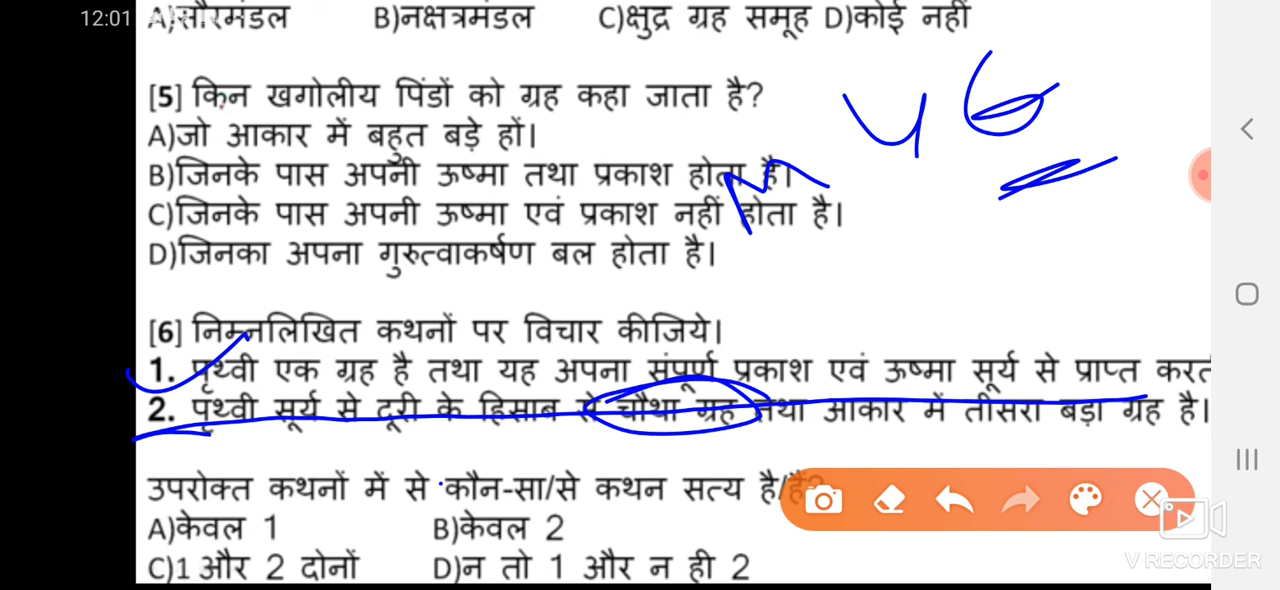 12:01
A)सौरमंडल B)नक्षत्रमंडल C)क्षुद्र ग्रह समूह D)कोई नहीं
[5] किन खगोलीय पिंडों को ग्रह कहा जाता है?
A)जो आकार में बहुत बड़े हों।
B)जिनके पास अपनी ऊष्मा तथा प्रकाश होता है।
C)जिनके पास अपनी ऊष्मा एवं प्रकाश नहीं होता है।
D)जिनका अपना गुरुत्वाकर्षण बल होता है।
[6] निम्नलिखित कथनों पर विचार कीजिये।
1. पृथ्वी एक ग्रह है तथा यह अपना संपूर्ण प्रकाश एवं ऊष्मा सूर्य से प्राप्त करत
2. पृथ्वी सूर्य से दूरी के हिसाब से चौथा ग्रह तथा आकार में तीसरा बड़ा ग्रह है।
उपरोक्त कथनों में से कौन-सा/से कथन सत्य है/हैं?
A)केवल 1 B)केवल 2
C)1 और 2 दोनों D)न तो 1 और न ही 2
V RECORDER